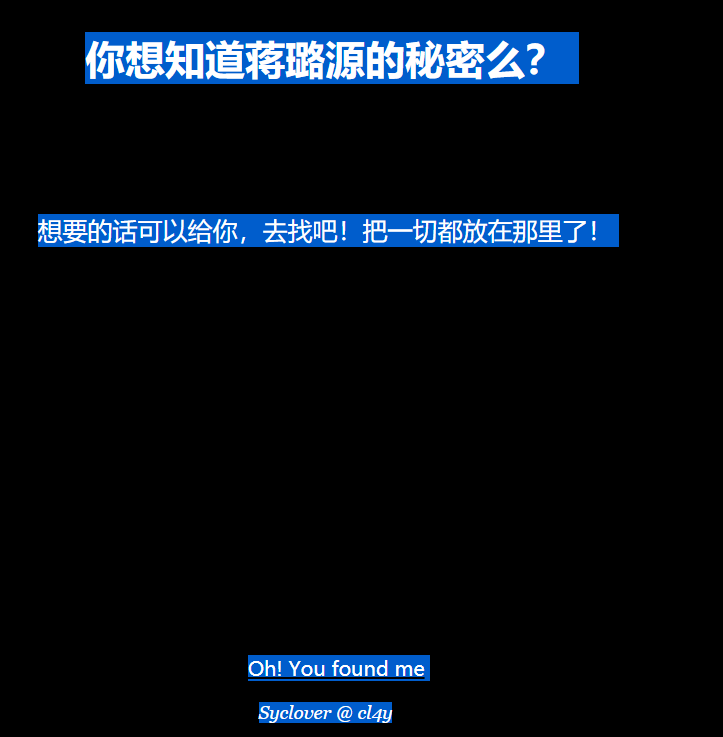 你想知道蒋璐源的秘密么？
想要的话可以给你，去找吧！把一切都放在那里了！
Oh! You found me
Syclover @ cl4y